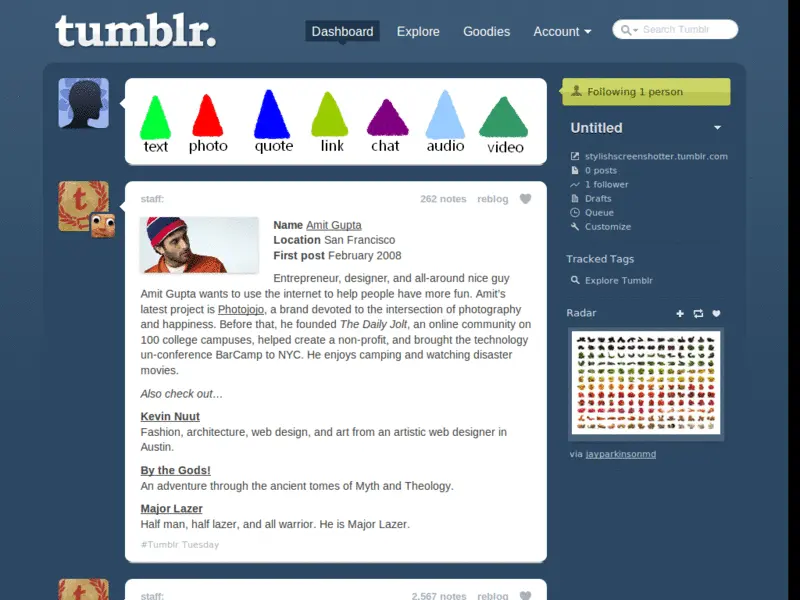 tumblr.
Dashboard
Explore
Goodies
Account
Search Tumblr
text
photo
quote
link
chat
audio
video
Following 1 person
Untitled
stylishscreenshotter.tumblr.com
0 posts
1 follower
Drafts
Queue
Customize
Tracked Tags
Explore Tumblr
Radar
via jayparkinsonmd
t
staff:
262 notes
reblog
Name Amit Gupta
Location San Francisco
First post February 2008
Entrepreneur, designer, and all-around nice guy
Amit Gupta wants to use the internet to help people have more fun. Amit's
latest project is Photojojo, a brand devoted to the intersection of photography
and happiness. Before that, he founded The Daily Jolt, an online community on
100 college campuses, helped create a non-profit, and brought the technology
un-conference BarCamp to NYC. He enjoys camping and watching disaster
movies.
Also check out…
Kevin Nuut
Fashion, architecture, web design, and art from an artistic web designer in
Austin.
By the Gods!
An adventure through the ancient tomes of Myth and Theology.
Major Lazer
Half man, half lazer, and all warrior. He is Major Lazer.
#Tumblr Tuesday
t
staff:
2,567 notes
reblog